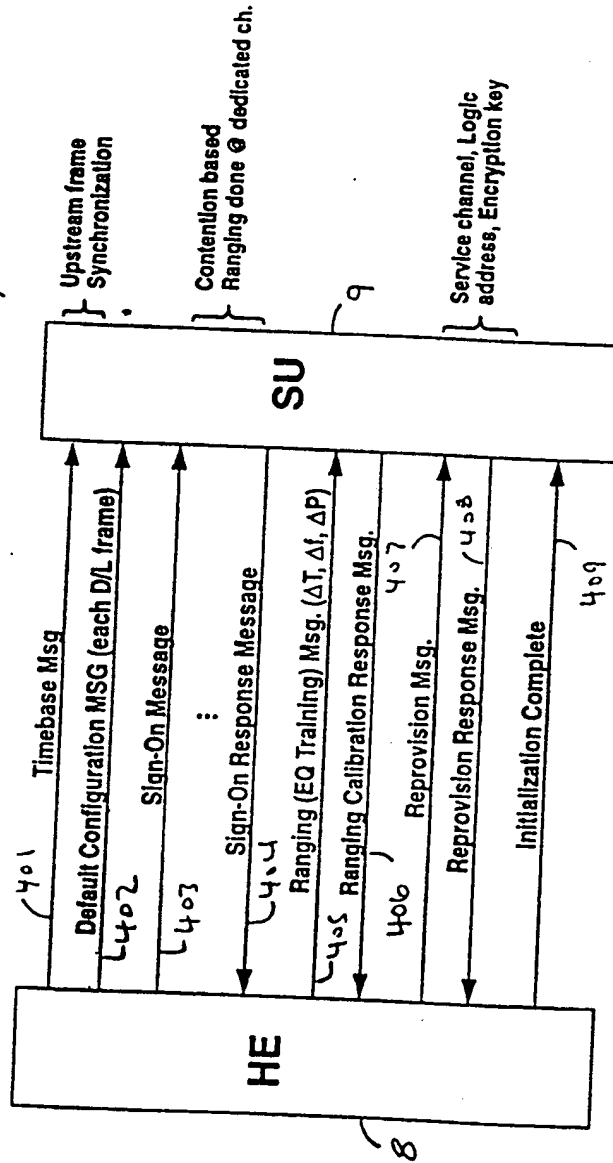 HE
8
401
Timebase Msg
Default Configuration MSG (each D/L frame)
402
Sign-On Message
403
...
Sign-On Response Message
404
Ranging (EQ Training) Msg. (ΔT, Δf, ΔP)
405
Ranging Calibration Response Msg.
406
407
Reprovision Msg.
Reprovision Response Msg.
408
Initialization Complete
409
SU
9
Upstream frame
Synchronization
Contention based
Ranging done @ dedicated ch.
Service channel, Logic
address, Encryption key